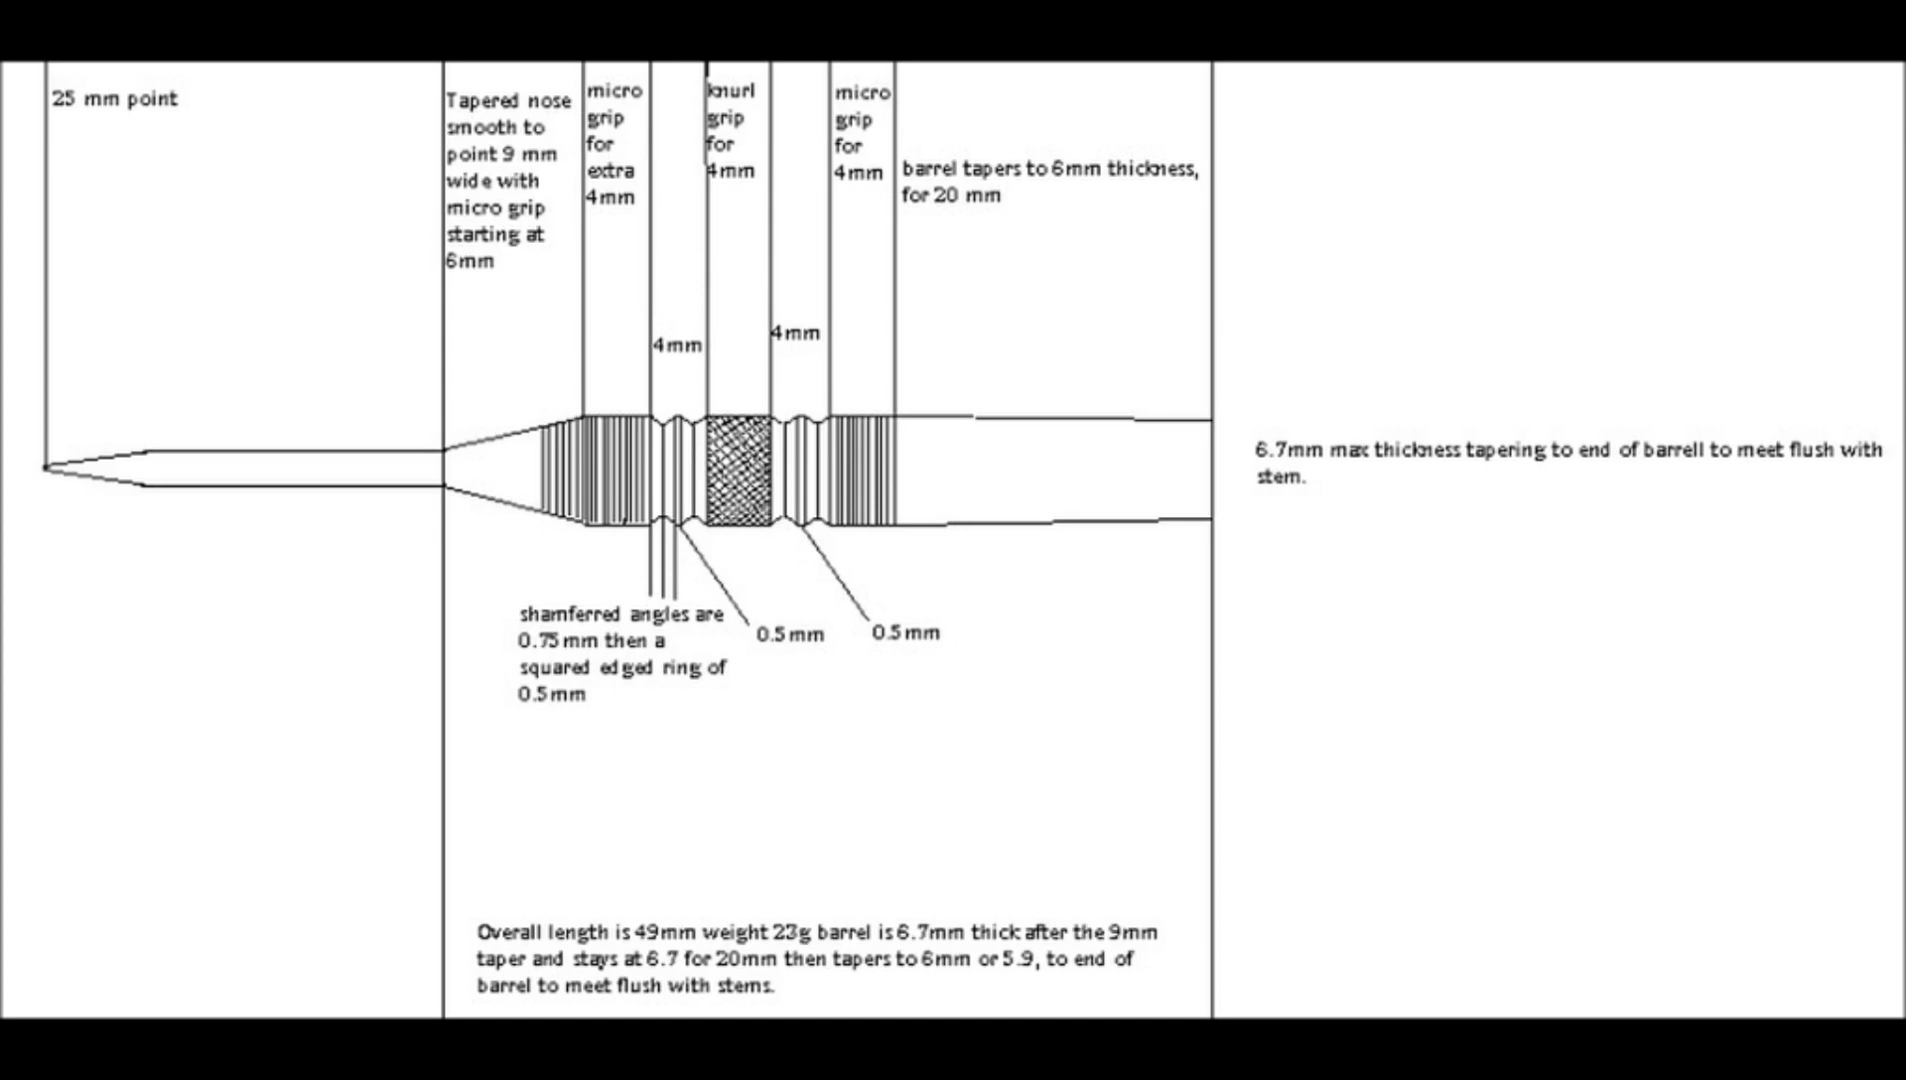 25 mm point
Tapered nose
smooth to
point 9 mm
wide with
micro grip
starting at
6mm
micro
grip
for
extra
4mm
4mm
knurl
grip
for
4mm
4mm
micro
grip
for
4mm
barrel tapers to 6mm thickness,
for 20 mm
6.7mm max thickness tapering to end of barrell to meet flush with
stem.
shamferred angles are
0.75mm then a
squared edged ring of
0.5mm
0.5mm
0.5mm
Overall length is 49mm weight 23g barrel is 6.7mm thick after the 9mm
taper and stays at 6.7 for 20mm then tapers to 6mm or 5.9, to end of
barrel to meet flush with stems.